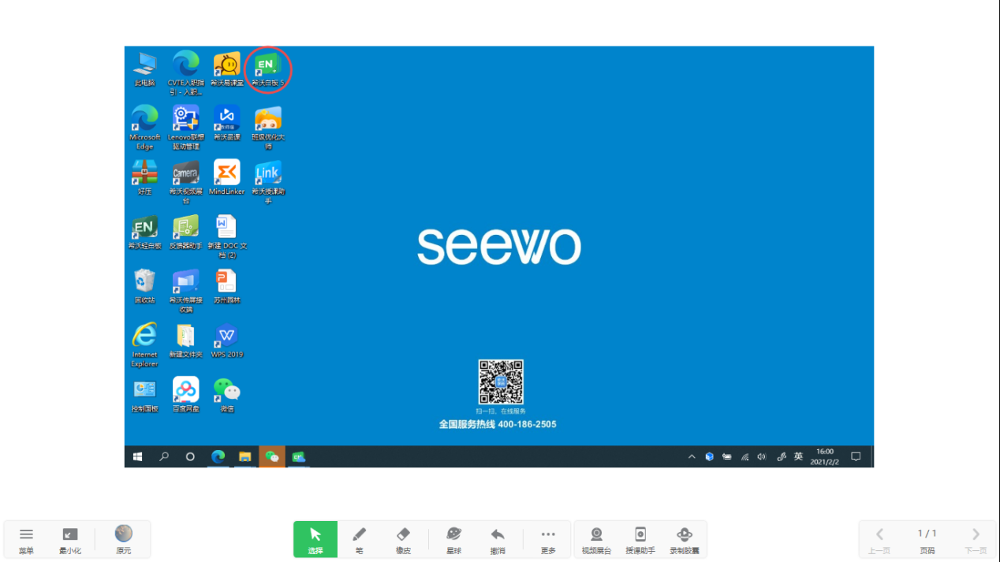 此电脑
CVTE入职指
引 - 入职...
希沃易课堂
EN
希沃白板 5
Microsoft
Edge
Lenovo联想
驱动管理
教师端
希沃品课
班级优化大
师
好压
Camera
希沃视频展
台
MindLinker
Link
希沃授课助
手
EN
希沃轻白板
反馈器助手
新建 DOC 文
档 (2)
回收站
希沃传屏接
收端
苏州园林
Internet
Explorer
新建文件夹
WPS 2019
控制面板
百度网盘
微信
seewo
扫一扫，在线服务
全国服务热线 400-186-2505
英
16:00
2021/2/2
菜单
最小化
原元
选择
笔
橡皮
星球
撤消
更多
视频展台
授课助手
录制胶囊
上一页
1 / 1
页码
下一页